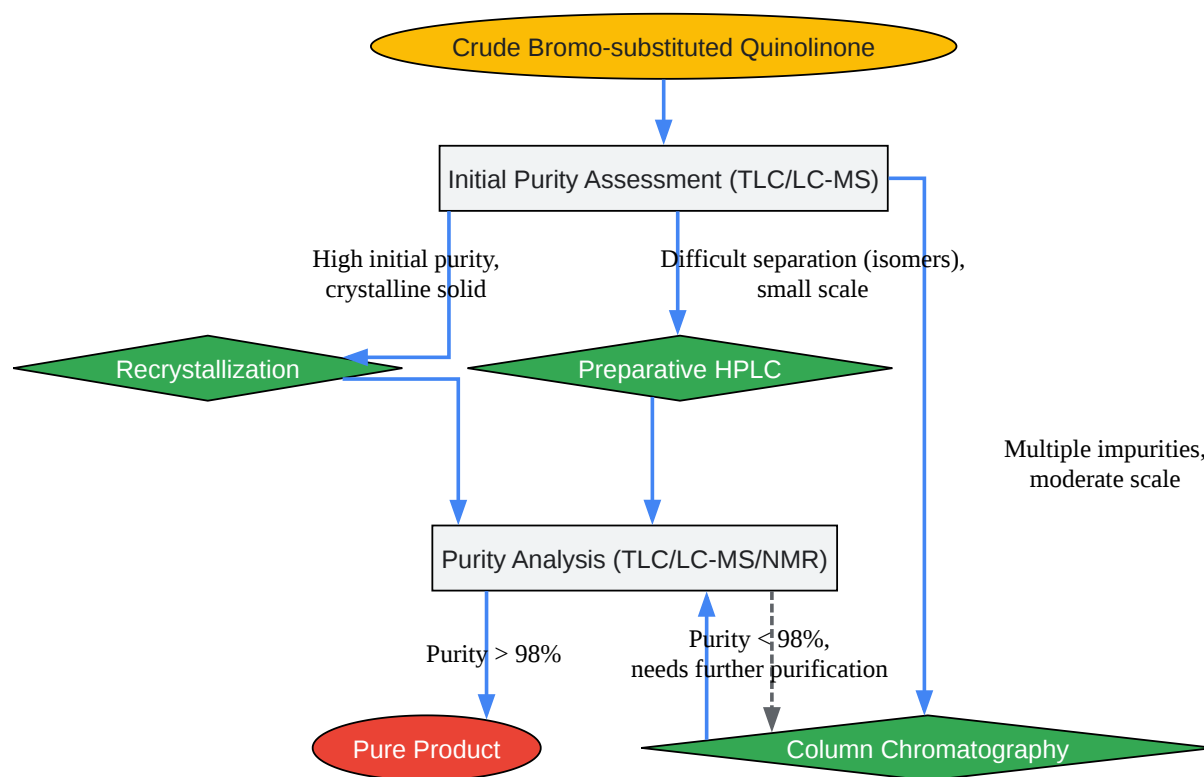 Crude Bromo-substituted Quinolinone
Initial Purity Assessment (TLC/LC-MS)
High initial purity,
crystalline solid
Difficult separation (isomers),
small scale
Recrystallization
Preparative HPLC
Multiple impurities,
moderate scale
Purity Analysis (TLC/LC-MS/NMR)
Purity > 98%
Purity < 98%,
needs further purification
Pure Product
Column Chromatography